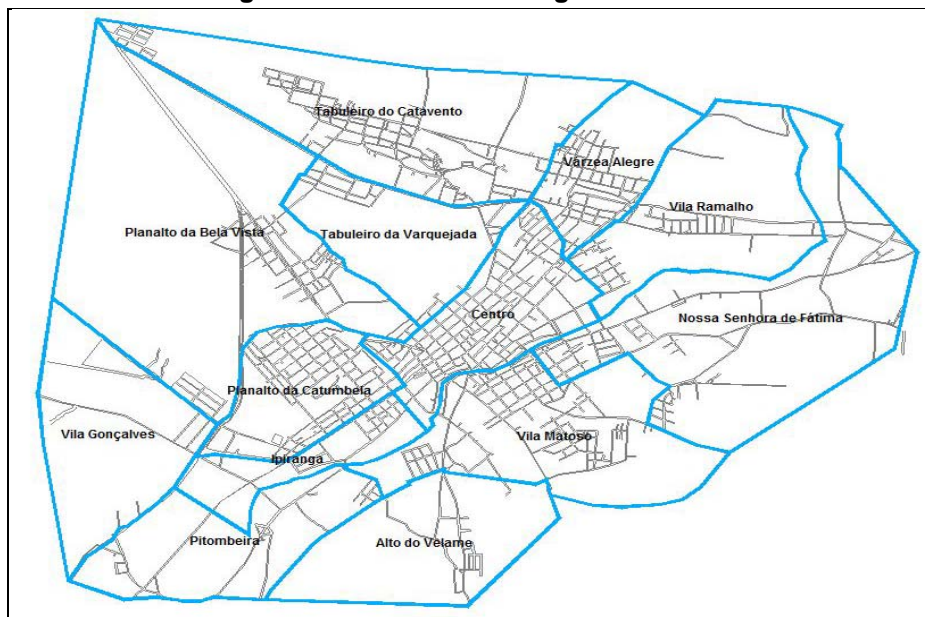 Tabuleiro do Catavento
Várzea Alegre
Vila Ramalho
Planalto da Bela Vista
Tabuleiro da Varquejada
Centro
Nossa Senhora de Fátima
Planalto da Catumbela
Vila Gonçalves
Vila Matoso
Ipiranga
Pitombeira
Alto do Velame